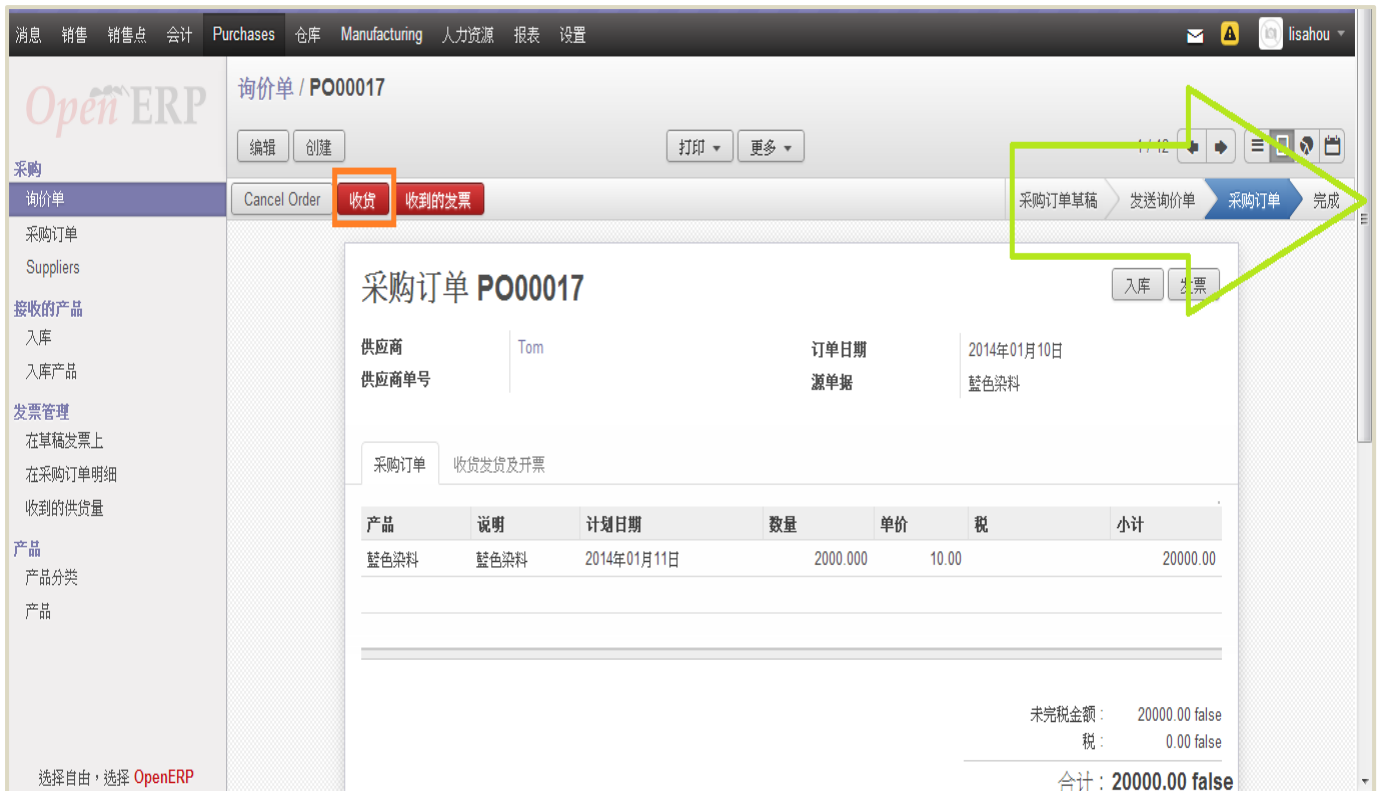 消息 销售 销售点 会计 Purchases 仓库 Manufacturing 人力资源 报表 设置 lisahou
Open ERP
询价单 / PO00017
编辑 创建 打印 更多 1 / 12
采购
询价单
采购订单
Suppliers
接收的产品
入库
入库产品
发票管理
在草稿发票上
在采购订单明细
收到的供货量
产品
产品分类
产品
选择自由，选择 OpenERP
Cancel Order 收货 收到的发票 采购订单草稿 发送询价单 采购订单 完成
采购订单 PO00017 入库 发票
供应商 Tom 订单日期 2014年01月10日
供应商单号 源单据 藍色染料
采购订单 收货发货及开票
产品 说明 计划日期 数量 单价 税 小计
藍色染料 藍色染料 2014年01月11日 2000.000 10.00 20000.00
未完税金额 : 20000.00 false
税 : 0.00 false
合计 : 20000.00 false